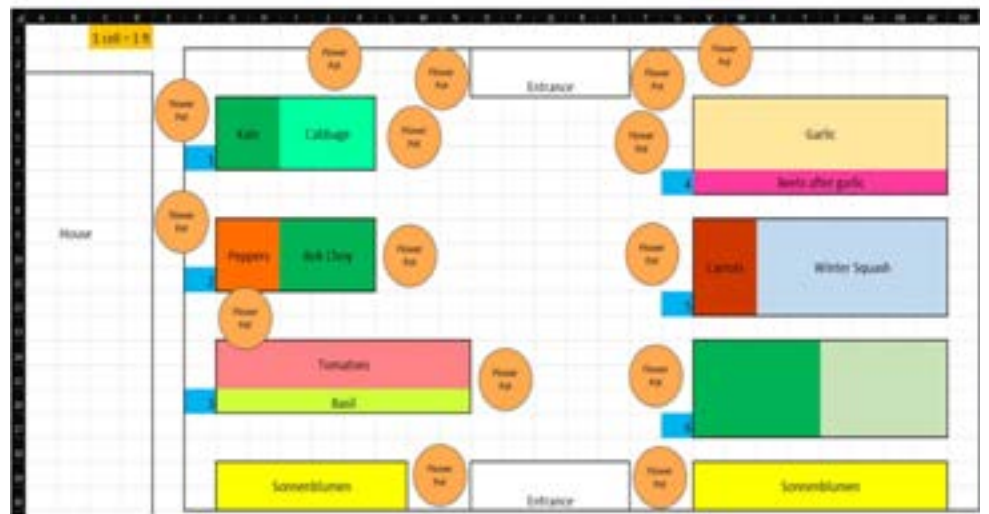 1 cell = 1 ft
Flower
Pot
Flower
Pot
Entrance
Flower
Pot
Flower
Pot
Flower
Pot
Kale
Cabbage
Flower
Pot
Flower
Pot
Garlic
1
4
Beets after garlic
Flower
Pot
House
Peppers
Bok Choy
Flower
Pot
Flower
Pot
Carrots
Winter Squash
2
5
Flower
Pot
Tomatoes
Flower
Pot
Flower
Pot
Basil
3
6
Sonnenblumen
Flower
Pot
Entrance
Flower
Pot
Sonnenblumen